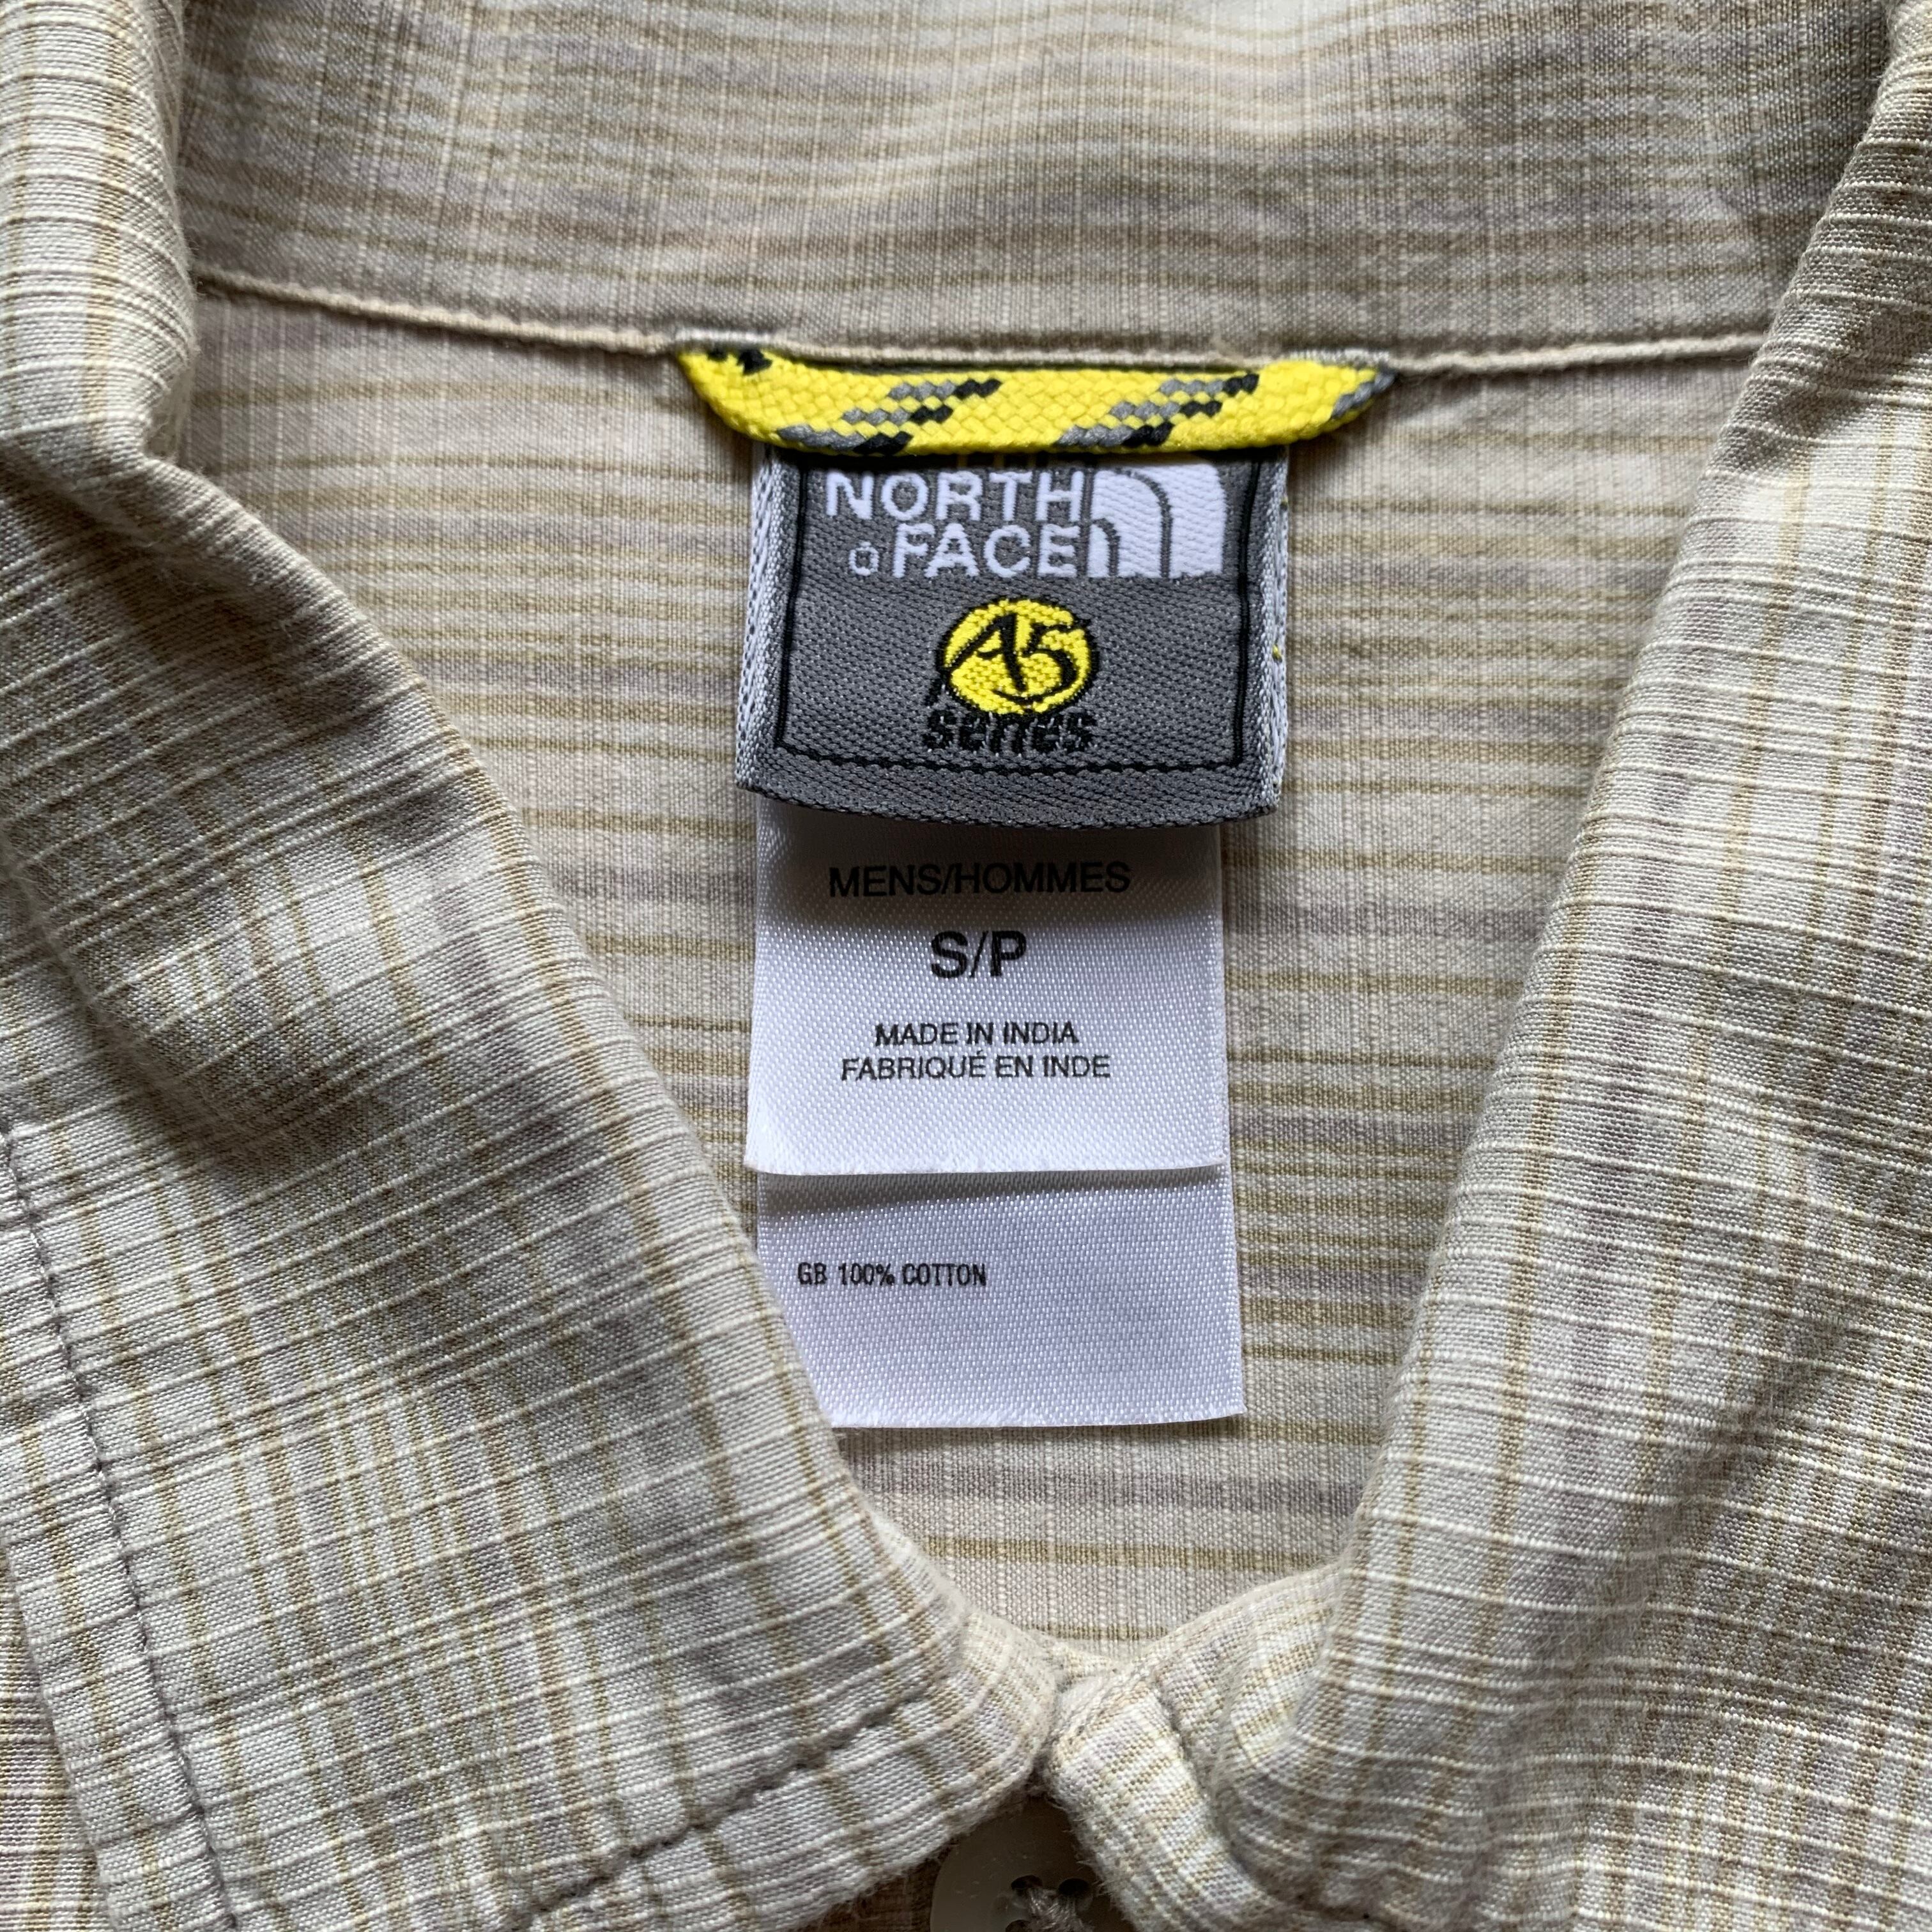 NORTH
FACE
A5
series
MENS/HOMMES
S/P
MADE IN INDIA
FABRIQUÉ EN INDE
GB 100% COTTON